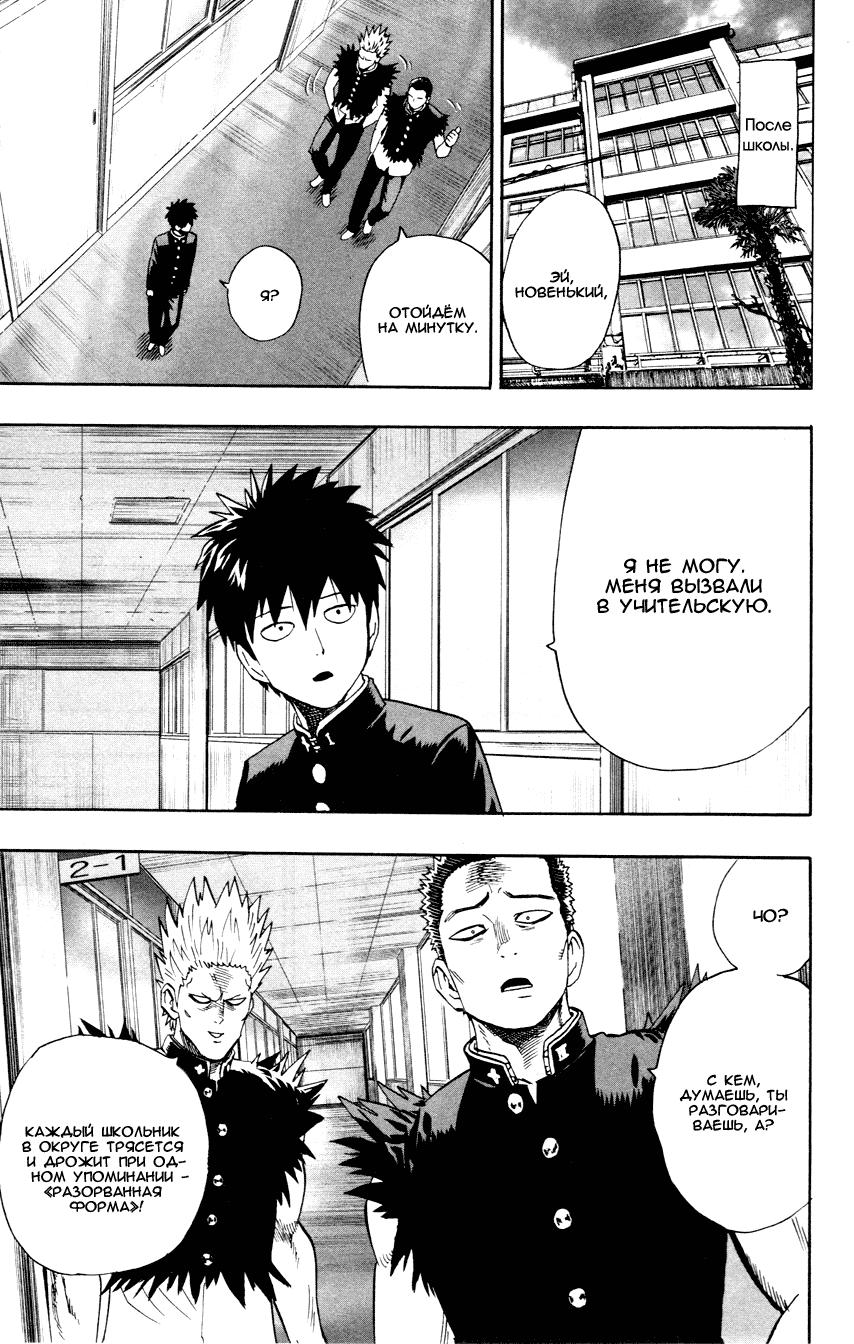 После
школы.
ЭЙ,
НОВЕНЬКИЙ,
ОТОЙДЁМ
НА МИНУТКУ.
Я?
Я НЕ МОГУ.
МЕНЯ ВЫЗВАЛИ
В УЧИТЕЛЬСКУЮ.
I
2-1
ЧО?
С КЕМ,
ДУМАЕШЬ, ТЫ
РАЗГОВАРИ-
ВАЕШЬ, А?
I
КАЖДЫЙ ШКОЛЬНИК
В ОКРУГЕ ТРЯСЕТСЯ
И ДРОЖИТ ПРИ ОД-
НОМ УПОМИНАНИИ -
«РАЗОРВАННАЯ
ФОРМА»!